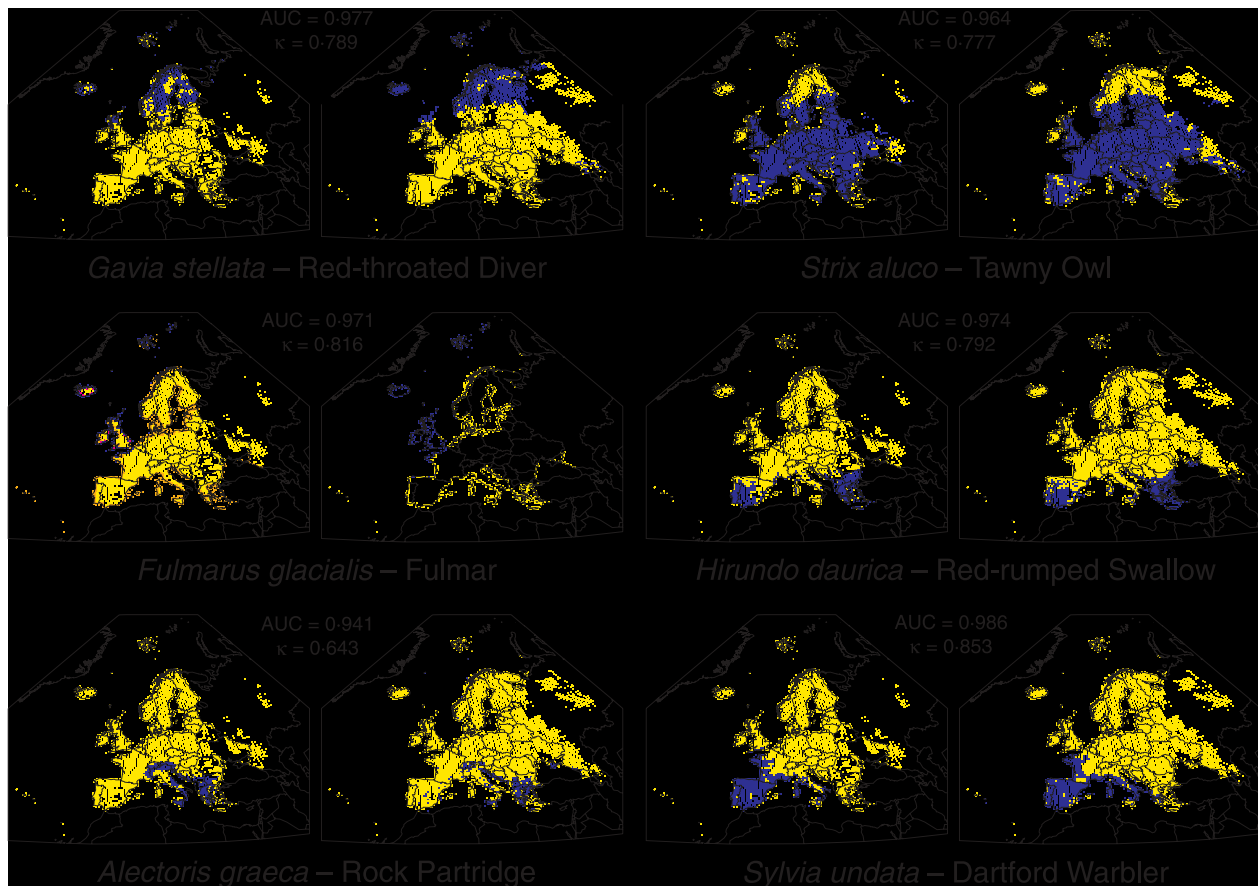 AUC = 0·977
κ = 0·789
AUC = 0·964
κ = 0·777
Gavia stellata – Red-throated Diver
Strix aluco – Tawny Owl
AUC = 0·971
κ = 0·816
AUC = 0·974
κ = 0·792
Fulmarus glacialis – Fulmar
Hirundo daurica – Red-rumped Swallow
AUC = 0·941
κ = 0·643
AUC = 0·986
κ = 0·853
Alectoris graeca – Rock Partridge
Sylvia undata – Dartford Warbler